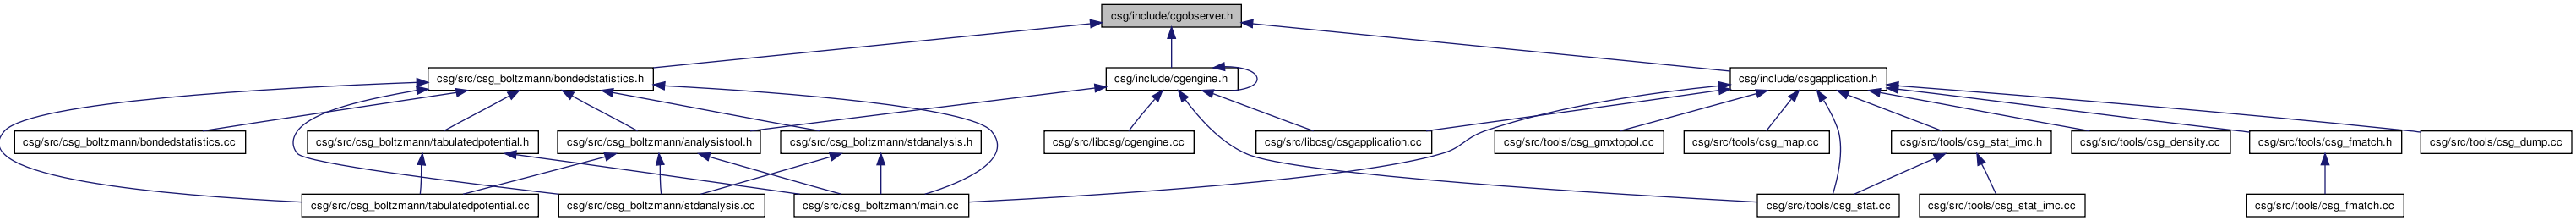 csg/include/cgobserver.h
csg/src/csg_boltzmann/bondedstatistics.h
csg/include/cgengine.h
csg/include/csgapplication.h
csg/src/csg_boltzmann/bondedstatistics.cc
csg/src/csg_boltzmann/tabulatedpotential.h
csg/src/csg_boltzmann/analysistool.h
csg/src/csg_boltzmann/stdanalysis.h
csg/src/libcsg/cgengine.cc
csg/src/libcsg/csgapplication.cc
csg/src/tools/csg_gmxtopol.cc
csg/src/tools/csg_map.cc
csg/src/tools/csg_stat_imc.h
csg/src/tools/csg_density.cc
csg/src/tools/csg_fmatch.h
csg/src/tools/csg_dump.cc
csg/src/csg_boltzmann/tabulatedpotential.cc
csg/src/csg_boltzmann/stdanalysis.cc
csg/src/csg_boltzmann/main.cc
csg/src/tools/csg_stat.cc
csg/src/tools/csg_stat_imc.cc
csg/src/tools/csg_fmatch.cc